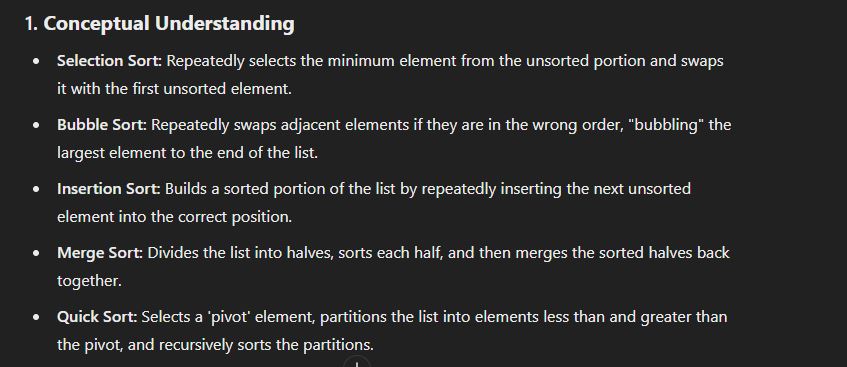 1. Conceptual Understanding
• Selection Sort: Repeatedly selects the minimum element from the unsorted portion and swaps
it with the first unsorted element.
• Bubble Sort: Repeatedly swaps adjacent elements if they are in the wrong order, "bubbling" the
largest element to the end of the list.
• Insertion Sort: Builds a sorted portion of the list by repeatedly inserting the next unsorted
element into the correct position.
• Merge Sort: Divides the list into halves, sorts each half, and then merges the sorted halves back
together.
• Quick Sort: Selects a 'pivot' element, partitions the list into elements less than and greater than
the pivot, and recursively sorts the partitions.